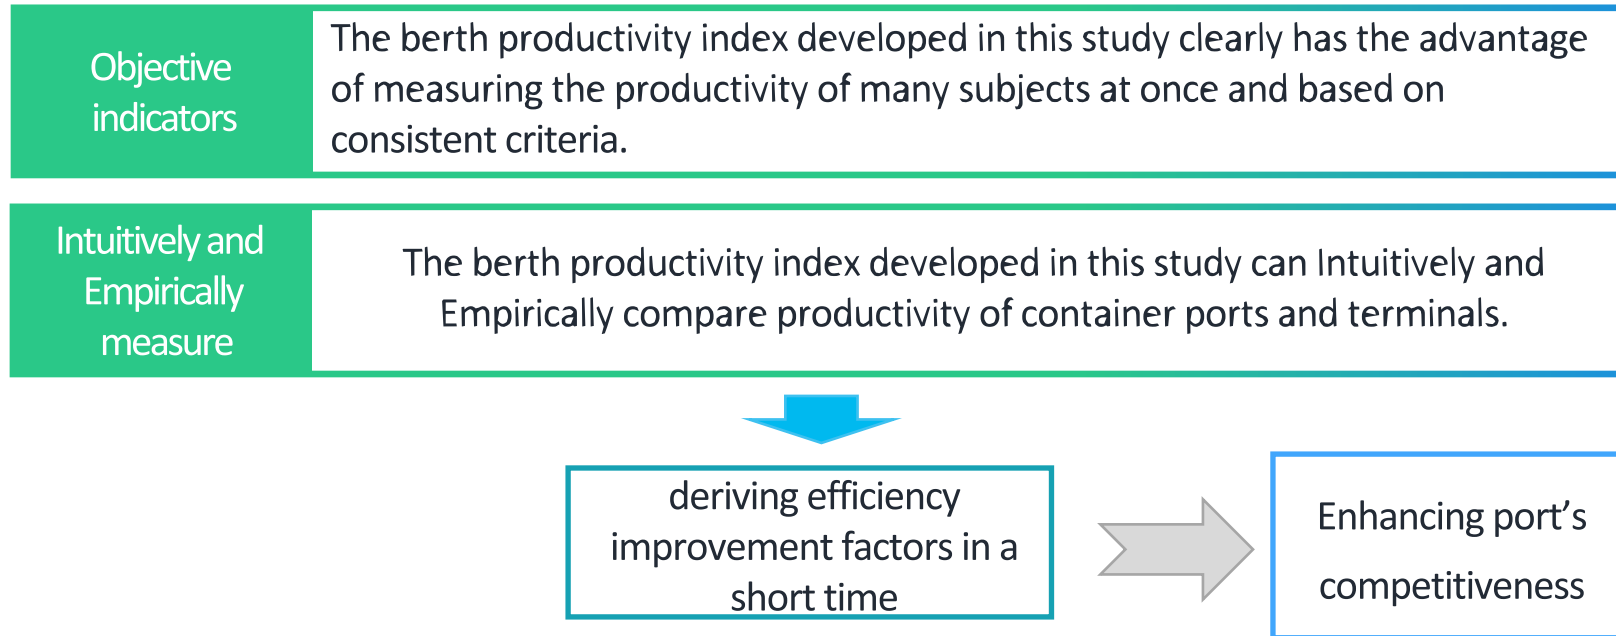 Objective
indicators
The berth productivity index developed in this study clearly has the advantage
of measuring the productivity of many subjects at once and based on
consistent criteria.
Intuitively and
Empirically
measure
The berth productivity index developed in this study can Intuitively and
Empirically compare productivity of container ports and terminals.
deriving efficiency
improvement factors in a
short time
Enhancing port’s
competitiveness